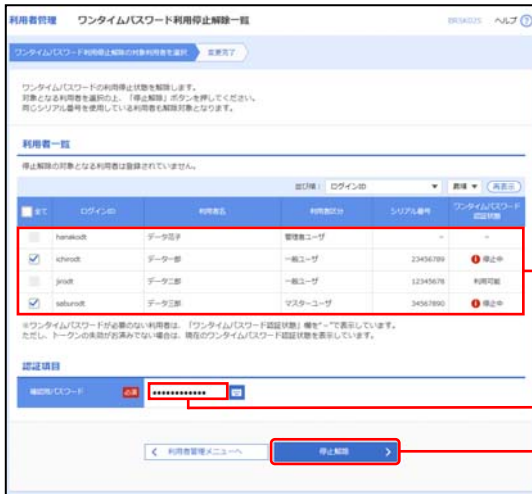 利用者管理　ワンタイムパスワード利用停止解除一覧　BRSK025　ヘルプ ?
ワンタイムパスワード利用停止解除の対象利用者を選択　変更完了
ワンタイムパスワードの利用停止状態を解除します。
対象となる利用者を選択の上、「停止解除」ボタンを押してください。
同じシリアル番号を使用している利用者も解除対象となります。
利用者一覧
停止解除の対象となる利用者は登録されていません。
並び順： ログインID ▼ 昇順 ▼ 再表示
全て　ログインID　利用者名　利用者区分　シリアル番号　ワンタイムパスワード
認証状態
hanakodt　データ花子　管理者ユーザ　-　-
ichirodt　データ一郎　一般ユーザ　23456789　停止中
jirodt　データ二郎　一般ユーザ　12345678　利用可能
saburodt　データ三郎　マスターユーザ　34567890　停止中
※ワンタイムパスワードが必要のない利用者は、「ワンタイムパスワード認証状態」欄を"-"で表示しています。
ただし、トークンの失効がお済みでない場合は、現在のワンタイムパスワード認証状態を表示しています。
認証項目
確認用パスワード　必須　●●●●●●●●●●●●
利用者管理メニューへ　停止解除